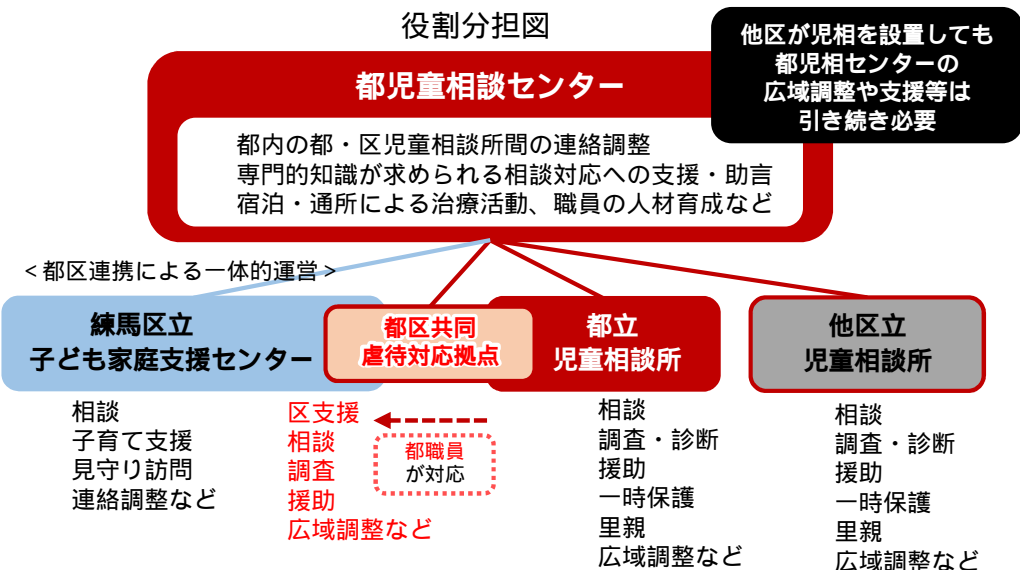 役割分担図
他区が児相を設置しても
都児相センターの
広域調整や支援等は
引き続き必要
都児童相談センター
都内の都・区児童相談所間の連絡調整
専門的知識が求められる相談対応への支援・助言
宿泊・通所による治療活動、職員の人材育成など
<都区連携による一体的運営>
練馬区立
子ども家庭支援センター
相談
子育て支援
見守り訪問
連絡調整など
都区共同
虐待対応拠点
区支援
相談
調査
援助
広域調整など
都職員
が対応
都立
児童相談所
相談
調査・診断
援助
一時保護
里親
広域調整など
他区立
児童相談所
相談
調査・診断
援助
一時保護
里親
広域調整など